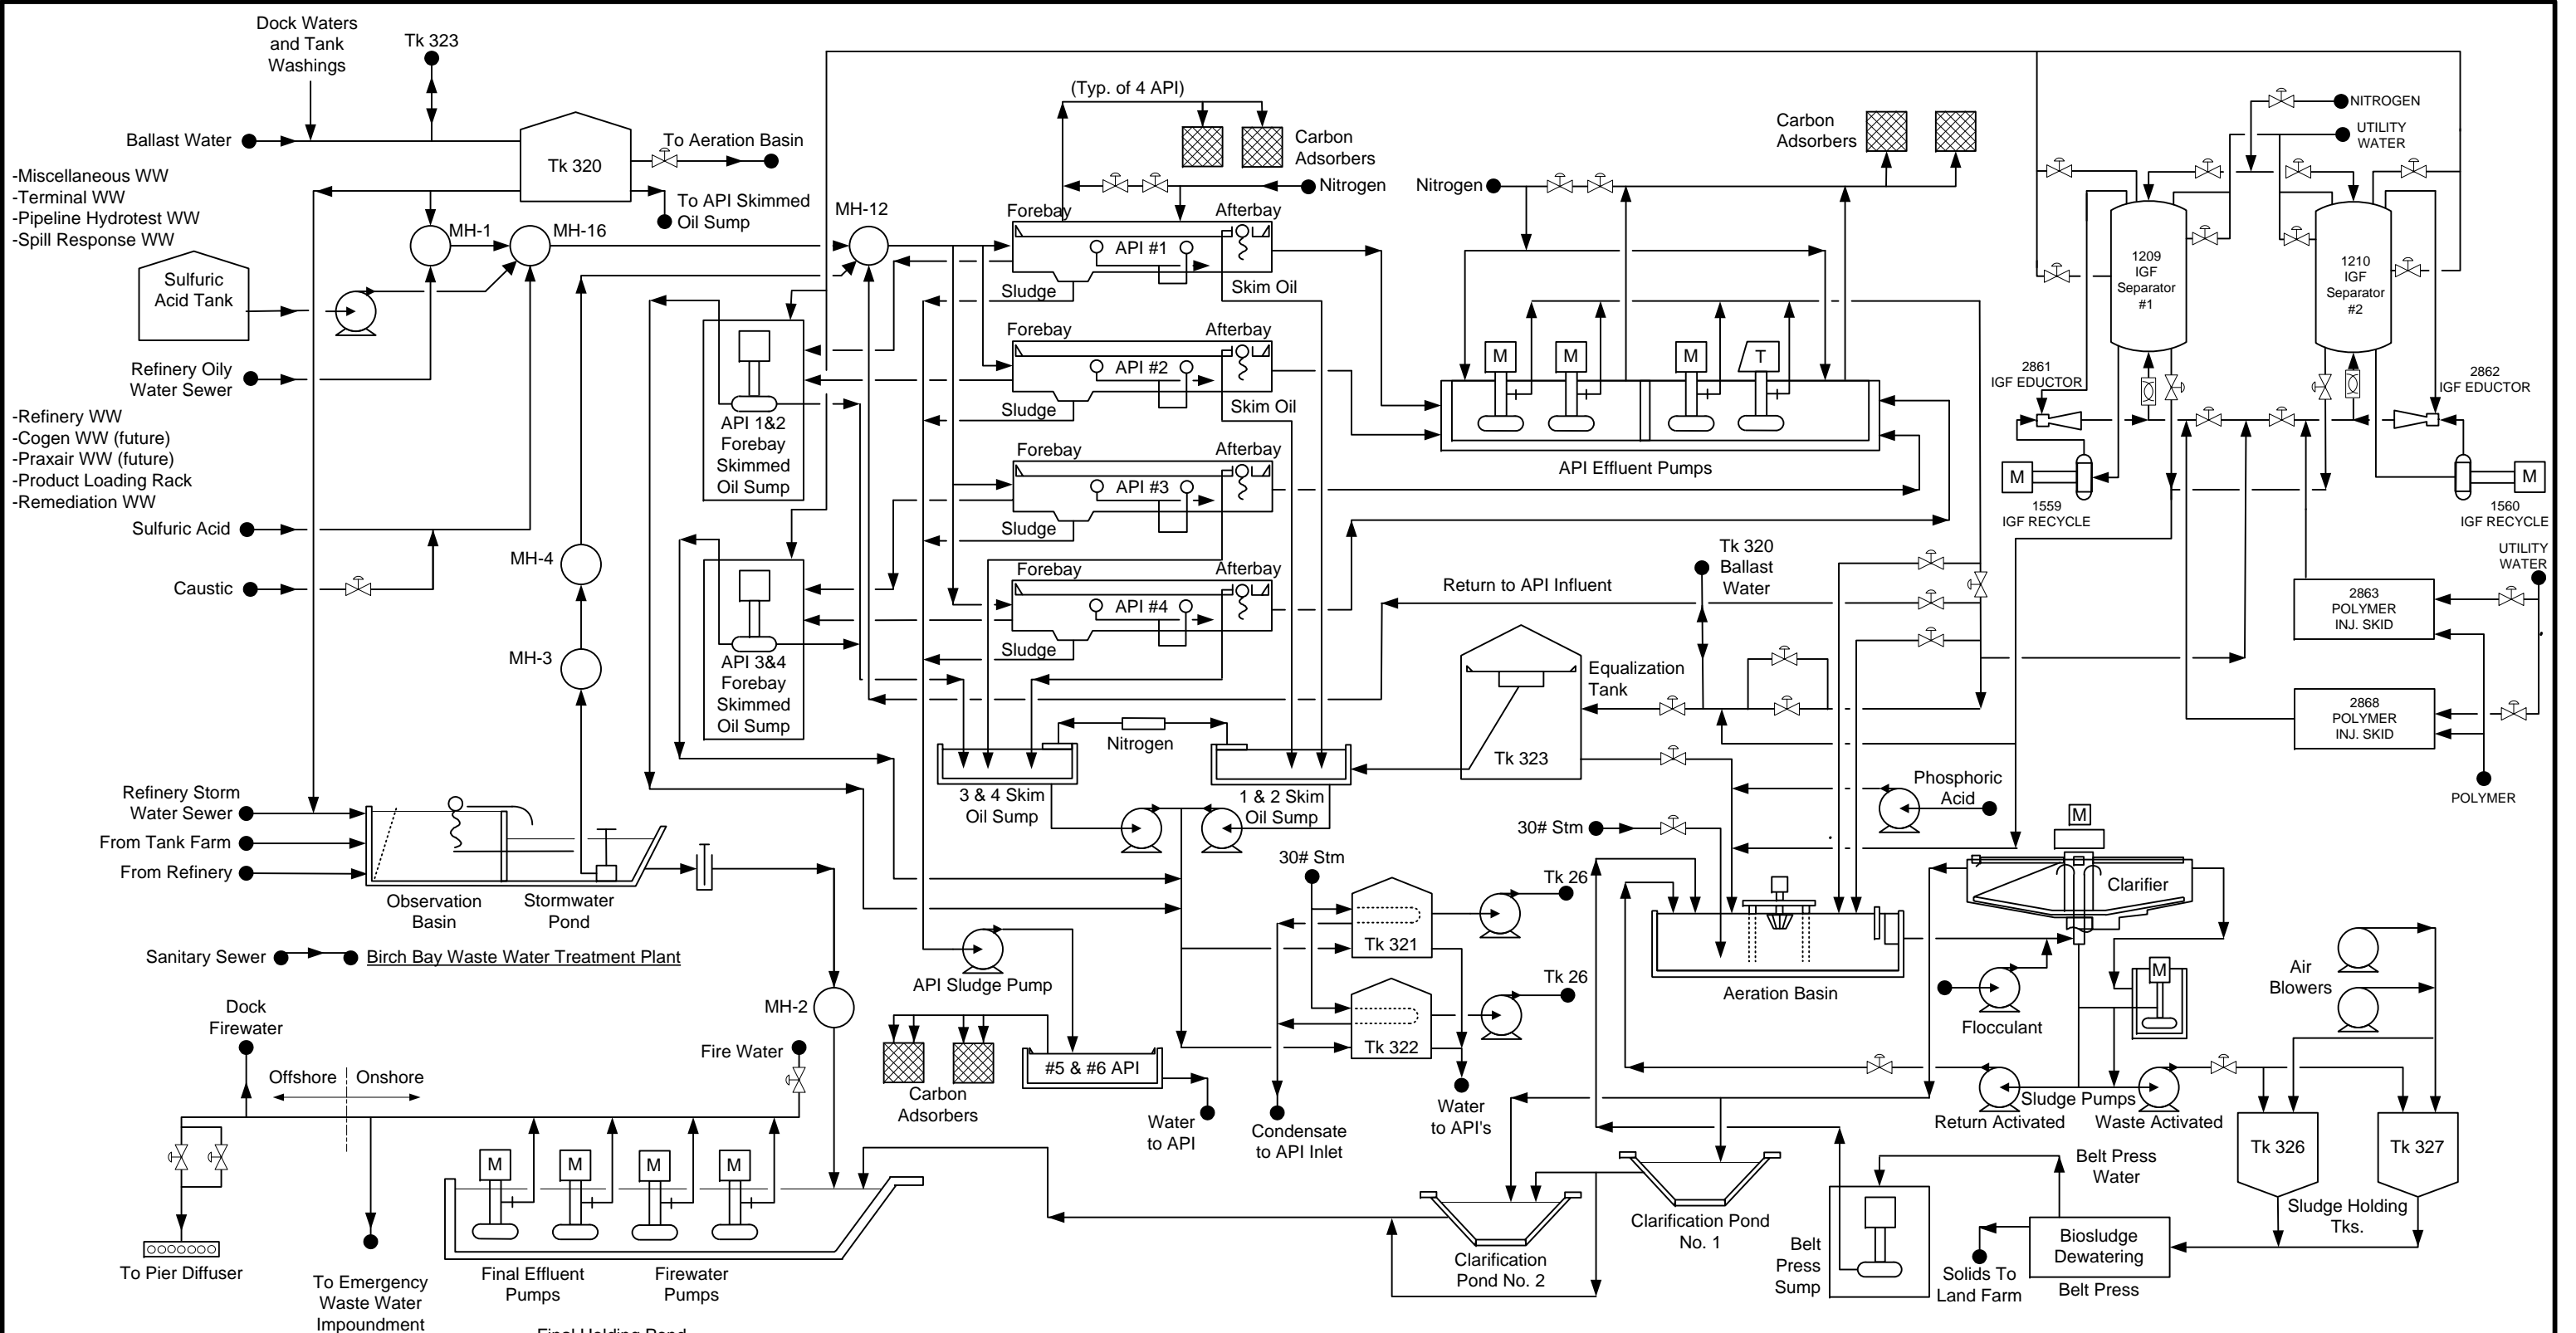 Dock Waters
and Tank
Washings
Tk 323
Ballast Water
Tk 320
To Aeration Basin
To API Skimmed
Oil Sump
-Miscellaneous WW
-Terminal WW
-Pipeline Hydrotest WW
-Spill Response WW
MH-1
MH-16
MH-12
Sulfuric
Acid Tank
Refinery Oily
Water Sewer
-Refinery WW
-Cogen WW (future)
-Praxair WW (future)
-Product Loading Rack
-Remediation WW
Sulfuric Acid
Caustic
MH-4
MH-3
Refinery Storm
Water Sewer
From Tank Farm
From Refinery
Observation
Basin
Stormwater
Pond
Sanitary Sewer
Birch Bay Waste Water Treatment Plant
Dock
Firewater
Offshore
Onshore
Fire Water
MH-2
To Pier Diffuser
To Emergency
Waste Water
Impoundment
M
M
M
M
Final Effluent
Pumps
Firewater
Pumps
Final Holding Pond
(Typ. of 4 API)
Carbon
Adsorbers
Nitrogen
Forebay
Afterbay
API #1
Sludge
Skim Oil
Forebay
Afterbay
API #2
Sludge
Skim Oil
Forebay
Afterbay
API #3
Sludge
Forebay
Afterbay
API #4
Sludge
API 1&2
Forebay
Skimmed
Oil Sump
API 3&4
Forebay
Skimmed
Oil Sump
Nitrogen
3 & 4 Skim
Oil Sump
1 & 2 Skim
Oil Sump
API Sludge Pump
Carbon
Adsorbers
#5 & #6 API
Water
to API
30# Stm
Tk 321
Tk 26
Tk 322
Tk 26
Condensate
to API Inlet
Water
to API's
Nitrogen
Carbon
Adsorbers
M
M
M
T
API Effluent Pumps
Return to API Influent
Tk 320
Ballast
Water
Equalization
Tank
Tk 323
Phosphoric
Acid
30# Stm
Aeration Basin
M
Clarifier
Flocculant
M
Sludge Pumps
Return Activated
Waste Activated
Air
Blowers
Tk 326
Tk 327
Sludge Holding
Tks.
Belt Press
Water
Biosludge
Dewatering
Belt Press
Solids To
Land Farm
Belt
Press
Sump
Clarification Pond
No. 1
Clarification
Pond No. 2
NITROGEN
UTILITY
WATER
1209
IGF
Separator
#1
1210
IGF
Separator
#2
2861
IGF EDUCTOR
2862
IGF EDUCTOR
M
1559
IGF RECYCLE
M
1560
IGF RECYCLE
UTILITY
WATER
2863
POLYMER
INJ. SKID
2868
POLYMER
INJ. SKID
POLYMER